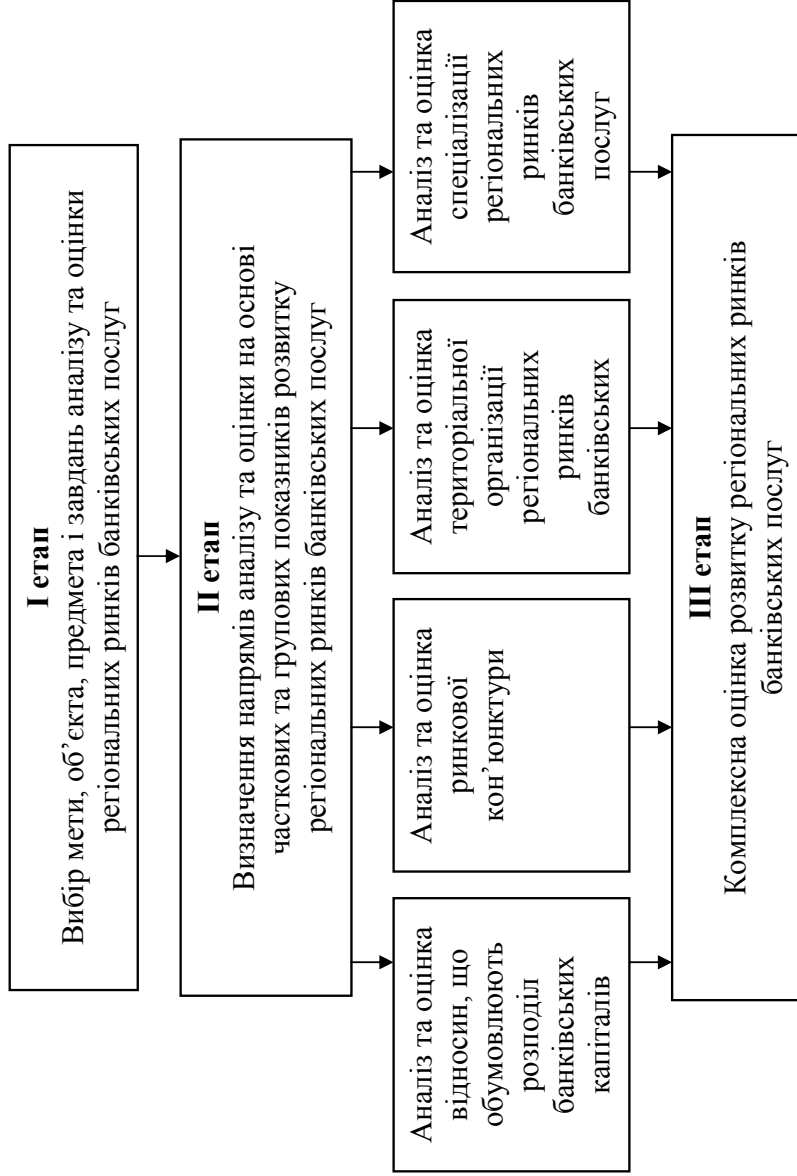 І етап
Вибір мети, об’єкта, предмета і завдань аналізу та оцінки
регіональних ринків банківських послуг
ІІ етап
Визначення напрямів аналізу та оцінки на основі
часткових та групових показників розвитку
регіональних ринків банківських послуг
Аналіз та оцінка
відносин, що
обумовлюють
розподіл
банківських
капіталів
Аналіз та оцінка
ринкової
кон’юнктури
Аналіз та оцінка
територіальної
організації
регіональних
ринків
банківських
Аналіз та оцінка
спеціалізації
регіональних
ринків
банківських
послуг
ІІІ етап
Комплексна оцінка розвитку регіональних ринків
банківських послуг